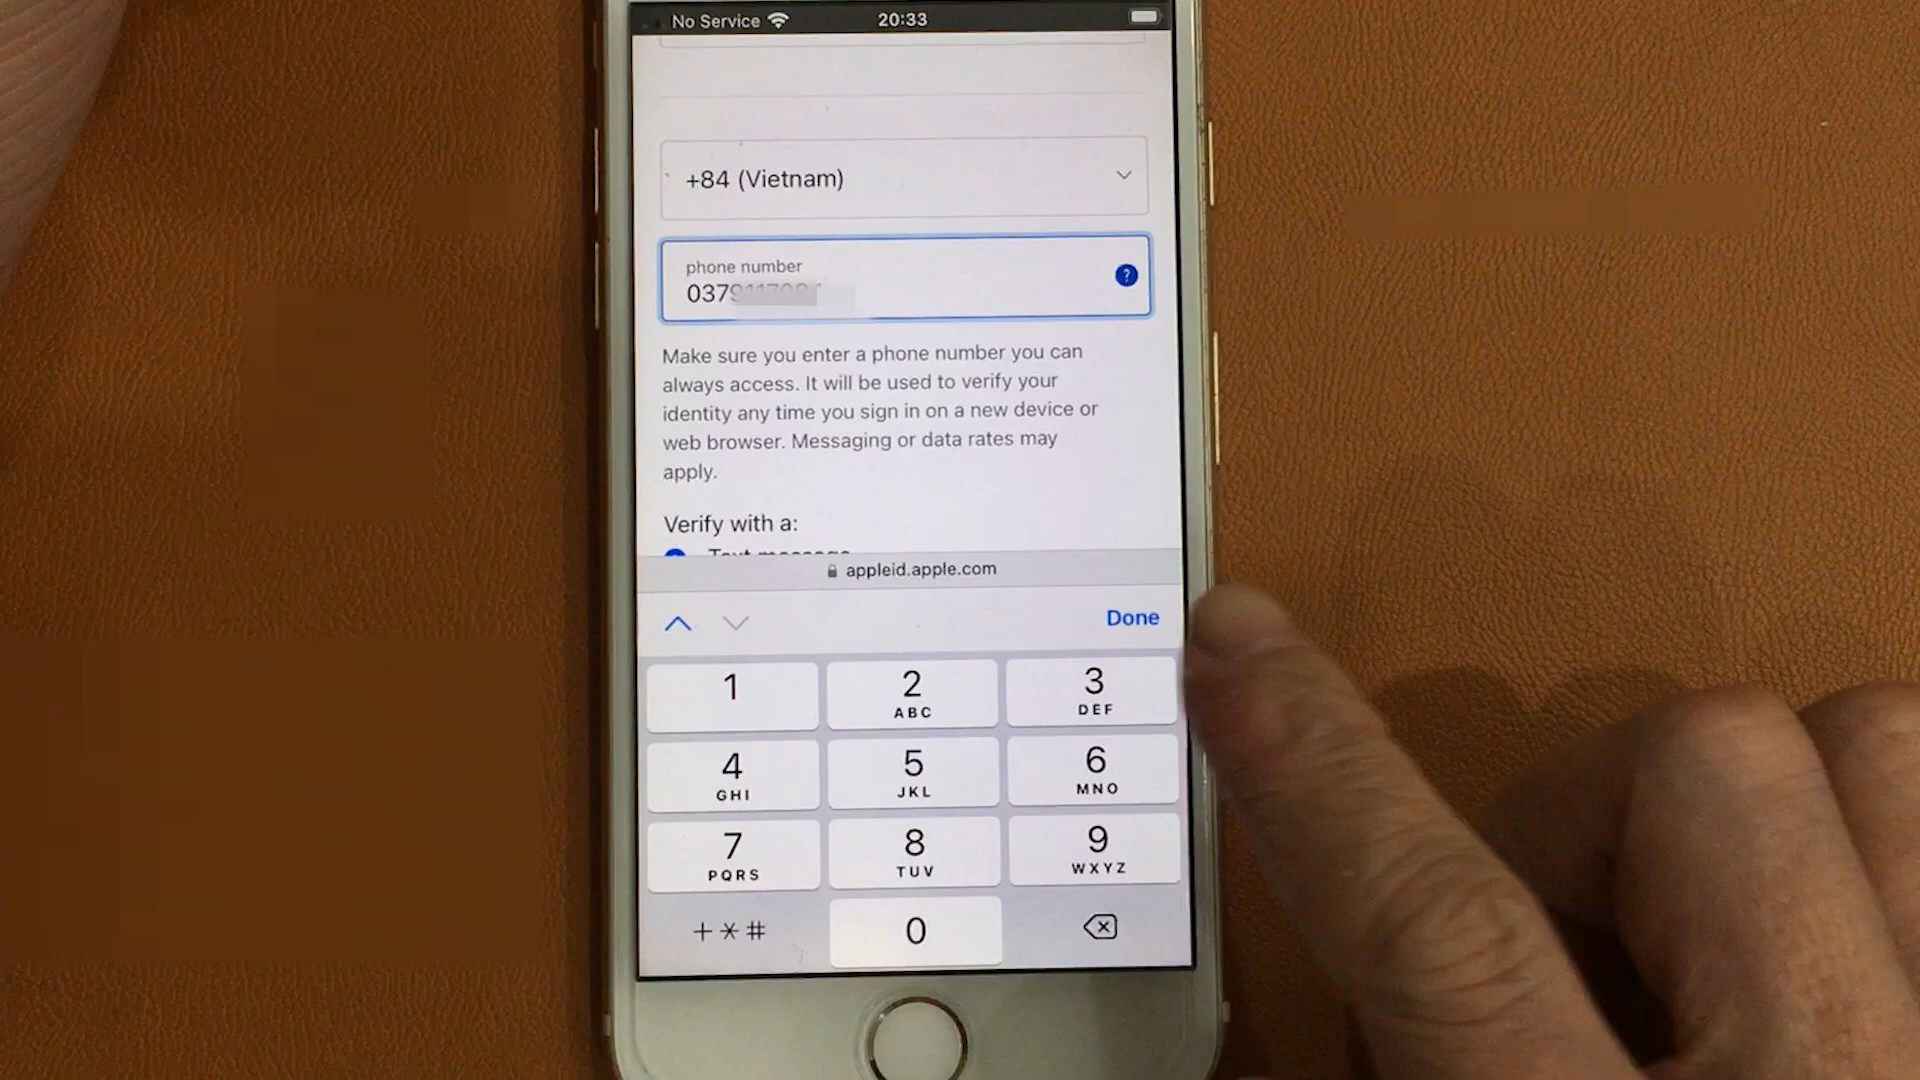 No Service 20:33
+84 (Vietnam)
phone number
Make sure you enter a phone number you can
always access. It will be used to verify your
identity any time you sign in on a new device or
web browser. Messaging or data rates may
apply.
Verify with a:
Text message
appleid.apple.com
Done
1
2
3
ABC
DEF
4
5
6
GHI
JKL
MNO
7
8
9
PQRS
TUV
WXYZ
+*#
0